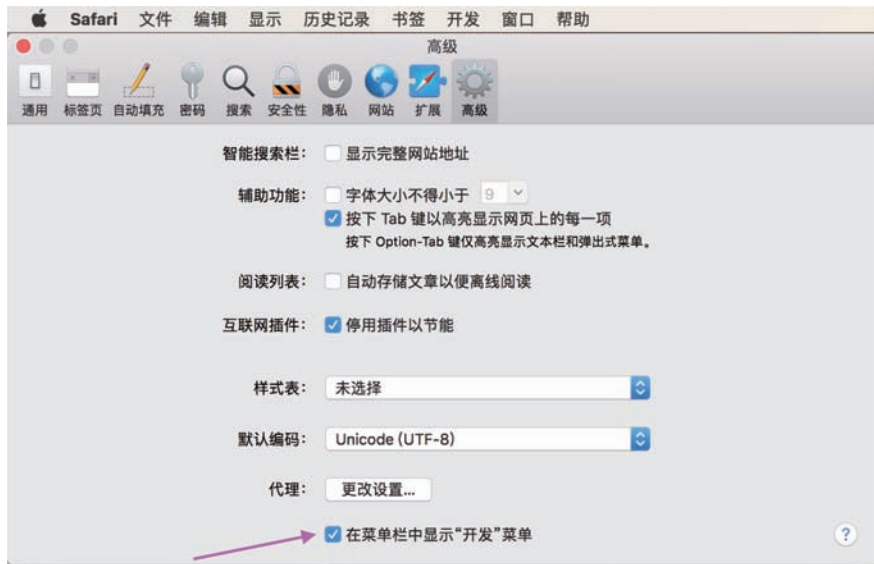 Safari 文件 编辑 显示 历史记录 书签 开发 窗口 帮助
高级
通用 标签页 自动填充 密码 搜索 安全性 隐私 网站 扩展 高级
智能搜索栏： 显示完整网站地址
辅助功能： 字体大小不得小于 9
按下 Tab 键以高亮显示网页上的每一项
按下 Option-Tab 键仅高亮显示文本栏和弹出式菜单。
阅读列表： 自动存储文章以便离线阅读
互联网插件： 停用插件以节能
样式表： 未选择
默认编码： Unicode (UTF-8)
代理： 更改设置...
在菜单栏中显示“开发”菜单 ?